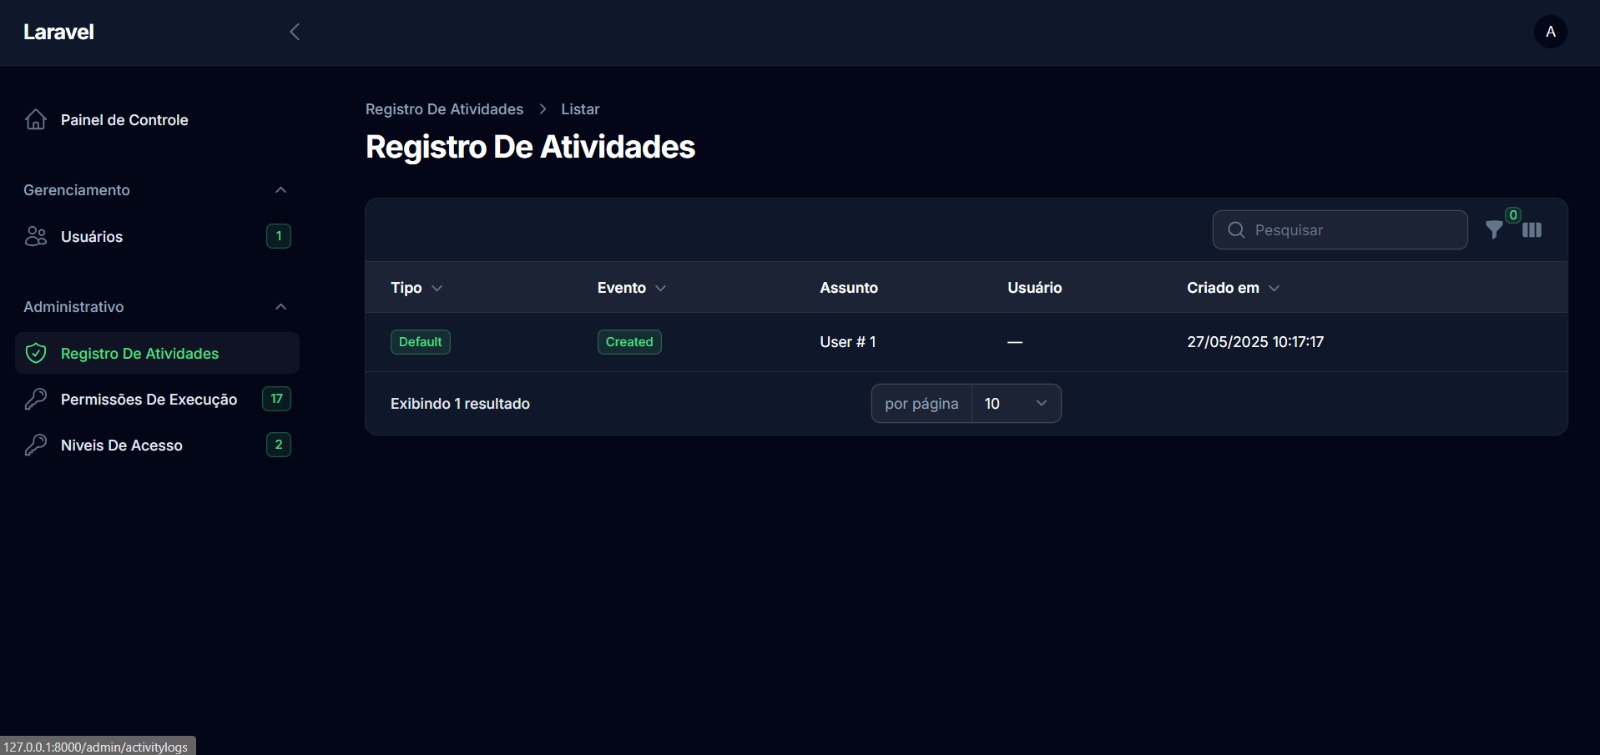 Laravel
A
Painel de Controle
Gerenciamento
Usuários 1
Administrativo
Registro De Atividades
Permissões De Execução 17
Niveis De Acesso 2
Registro De Atividades > Listar
Registro De Atividades
Pesquisar 0
Tipo Evento Assunto Usuário Criado em
Default Created User # 1 — 27/05/2025 10:17:17
Exibindo 1 resultado por página 10
127.0.0.1:8000/admin/activitylogs